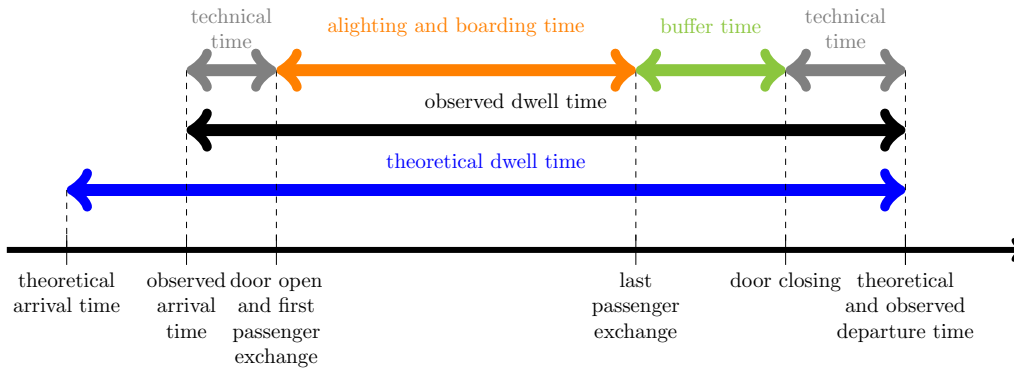 technical
time
alighting and boarding time
buffer time
technical
time
observed dwell time
theoretical dwell time
theoretical
arrival time
observed
arrival
time
door open
and first
passenger
exchange
last
passenger
exchange
door closing
theoretical
and observed
departure time